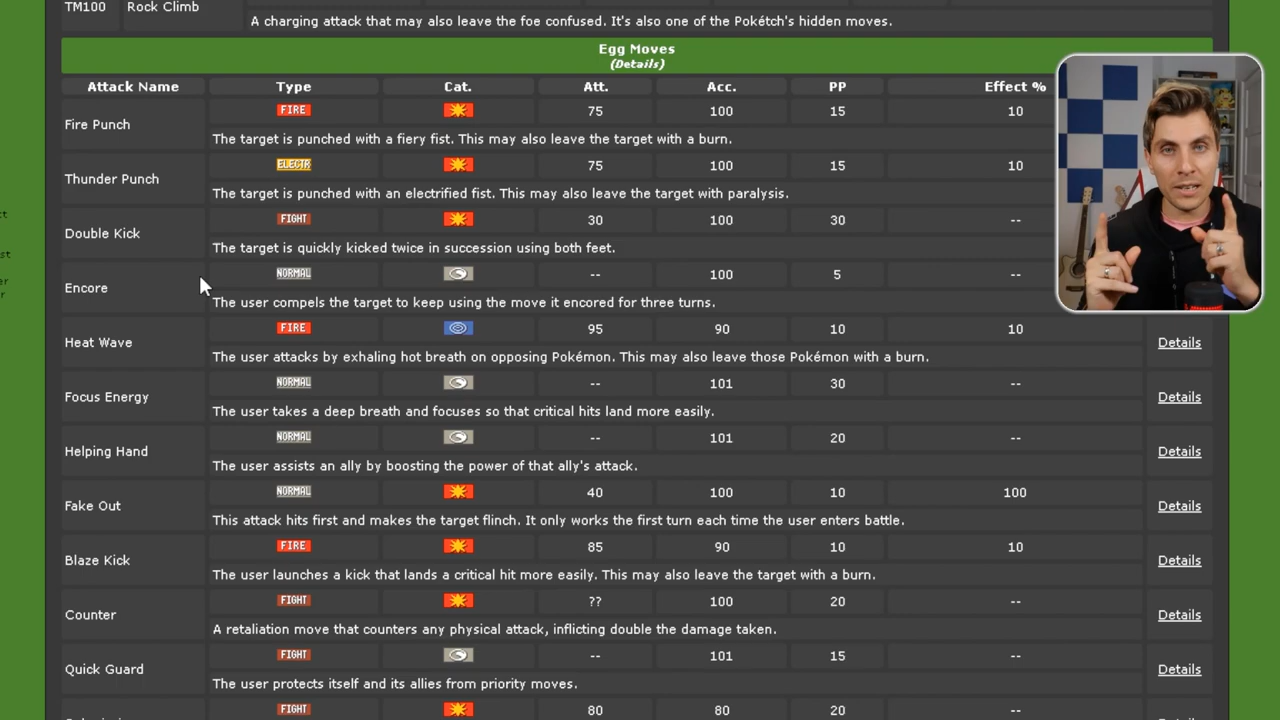 TM100 Rock Climb
A charging attack that may also leave the foe confused. It's also one of the Pokétch's hidden moves.
Egg Moves
(Details)
Attack Name Type Cat. Att. Acc. PP Effect %
Fire Punch FIRE 75 100 15 10
The target is punched with a fiery fist. This may also leave the target with a burn.
Thunder Punch ELECTR 75 100 15 10
The target is punched with an electrified fist. This may also leave the target with paralysis.
Double Kick FIGHT 30 100 30 --
The target is quickly kicked twice in succession using both feet.
Encore NORMAL -- 100 5 --
The user compels the target to keep using the move it encored for three turns.
Heat Wave FIRE 95 90 10 10 Details
The user attacks by exhaling hot breath on opposing Pokémon. This may also leave those Pokémon with a burn.
Focus Energy NORMAL -- 101 30 -- Details
The user takes a deep breath and focuses so that critical hits land more easily.
Helping Hand NORMAL -- 101 20 -- Details
The user assists an ally by boosting the power of that ally's attack.
Fake Out NORMAL 40 100 10 100 Details
This attack hits first and makes the target flinch. It only works the first turn each time the user enters battle.
Blaze Kick FIRE 85 90 10 10 Details
The user launches a kick that lands a critical hit more easily. This may also leave the target with a burn.
Counter FIGHT ?? 100 20 -- Details
A retaliation move that counters any physical attack, inflicting double the damage taken.
Quick Guard FIGHT -- 101 15 -- Details
The user protects itself and its allies from priority moves.
FIGHT 80 80 20 --